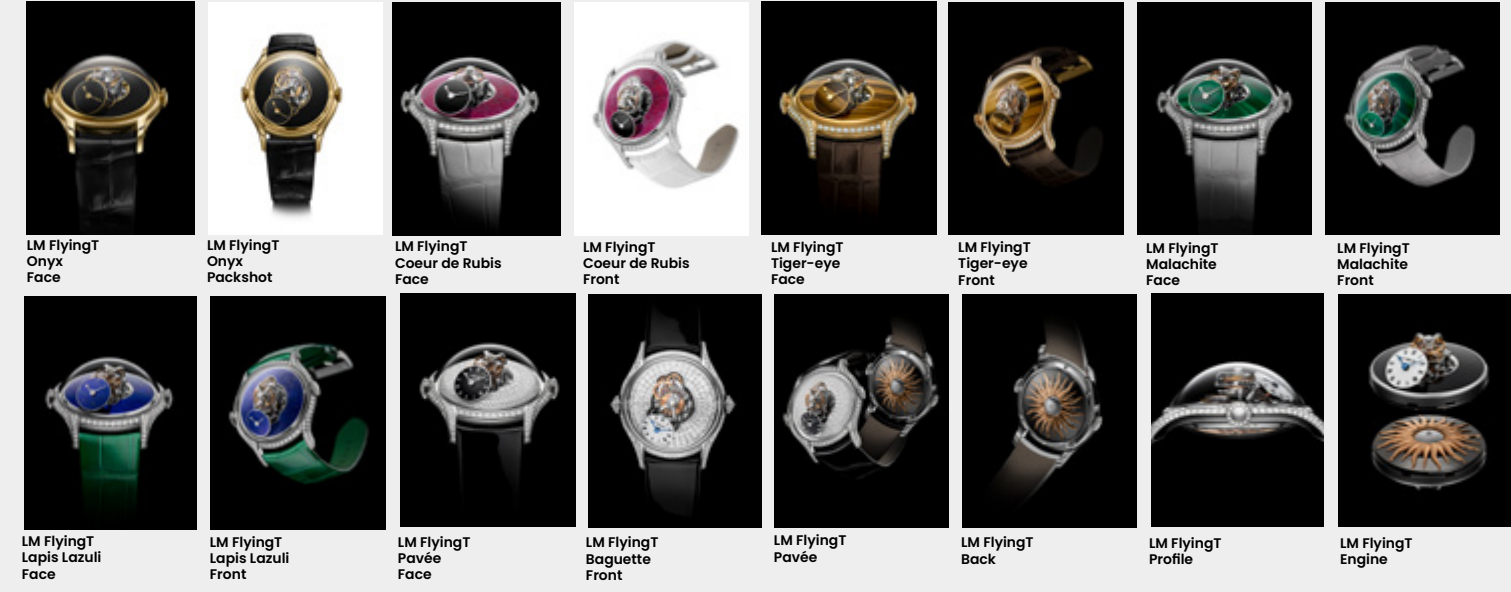 LM FlyingT
Onyx
Face
LM FlyingT
Onyx
Packshot
LM FlyingT
Coeur de Rubis
Face
LM FlyingT
Coeur de Rubis
Front
LM FlyingT
Tiger-eye
Face
LM FlyingT
Tiger-eye
Front
LM FlyingT
Malachite
Face
LM FlyingT
Malachite
Front
LM FlyingT
Lapis Lazuli
Face
LM FlyingT
Lapis Lazuli
Front
LM FlyingT
Pavée
Face
LM FlyingT
Baguette
Front
LM FlyingT
Pavée
LM FlyingT
Back
LM FlyingT
Profile
LM FlyingT
Engine